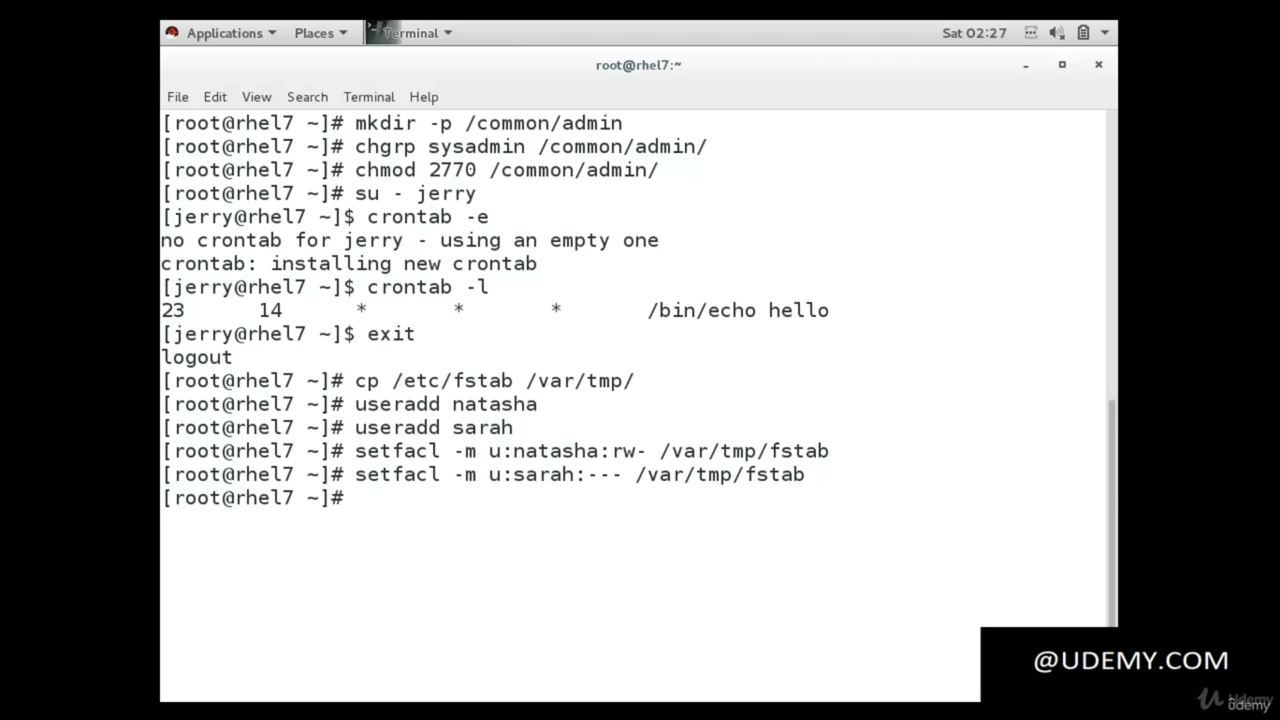 Applications Places Terminal Sat 02:27
root@rhel7:~
File Edit View Search Terminal Help
[root@rhel7 ~]# mkdir -p /common/admin
[root@rhel7 ~]# chgrp sysadmin /common/admin/
[root@rhel7 ~]# chmod 2770 /common/admin/
[root@rhel7 ~]# su - jerry
[jerry@rhel7 ~]$ crontab -e
no crontab for jerry - using an empty one
crontab: installing new crontab
[jerry@rhel7 ~]$ crontab -l
23 14 * * * /bin/echo hello
[jerry@rhel7 ~]$ exit
logout
[root@rhel7 ~]# cp /etc/fstab /var/tmp/
[root@rhel7 ~]# useradd natasha
[root@rhel7 ~]# useradd sarah
[root@rhel7 ~]# setfacl -m u:natasha:rw- /var/tmp/fstab
[root@rhel7 ~]# setfacl -m u:sarah:--- /var/tmp/fstab
[root@rhel7 ~]#
@UDEMY.COM
ûdemy